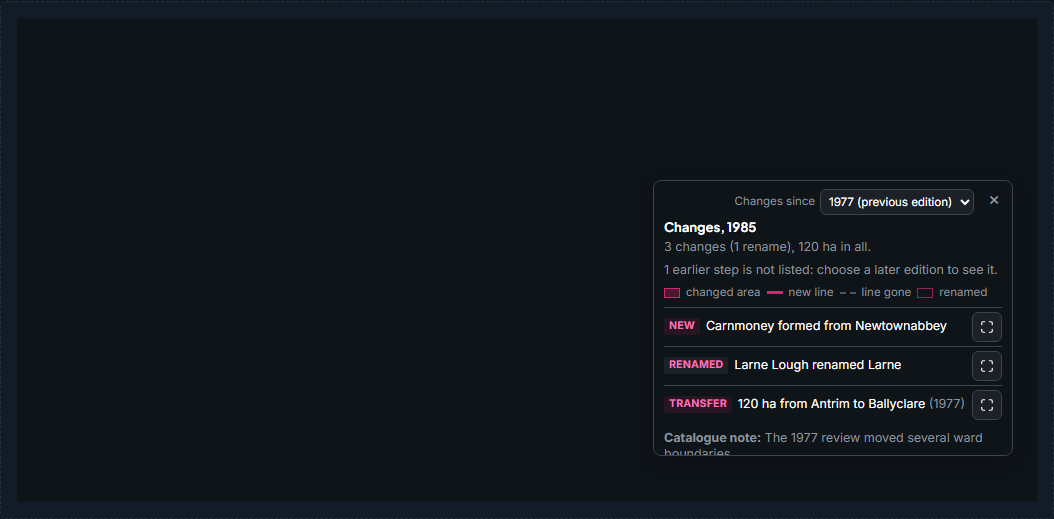 Changes since 1977 (previous edition) ×
Changes, 1985
3 changes (1 rename), 120 ha in all.
1 earlier step is not listed: choose a later edition to see it.
changed area new line line gone renamed
NEW Carnmoney formed from Newtownabbey
RENAMED Larne Lough renamed Larne
TRANSFER 120 ha from Antrim to Ballyclare (1977)
Catalogue note: The 1977 review moved several ward
boundaries